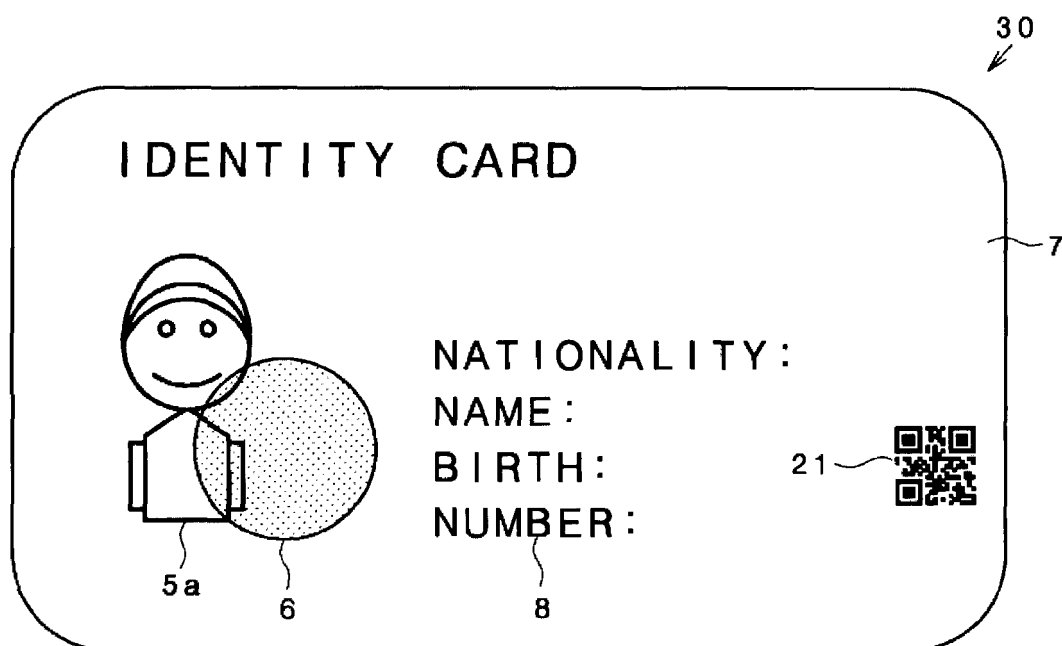 30
IDENTITY CARD
7
NATIONALITY:
NAME:
BIRTH:
21
NUMBER:
5a
6
8